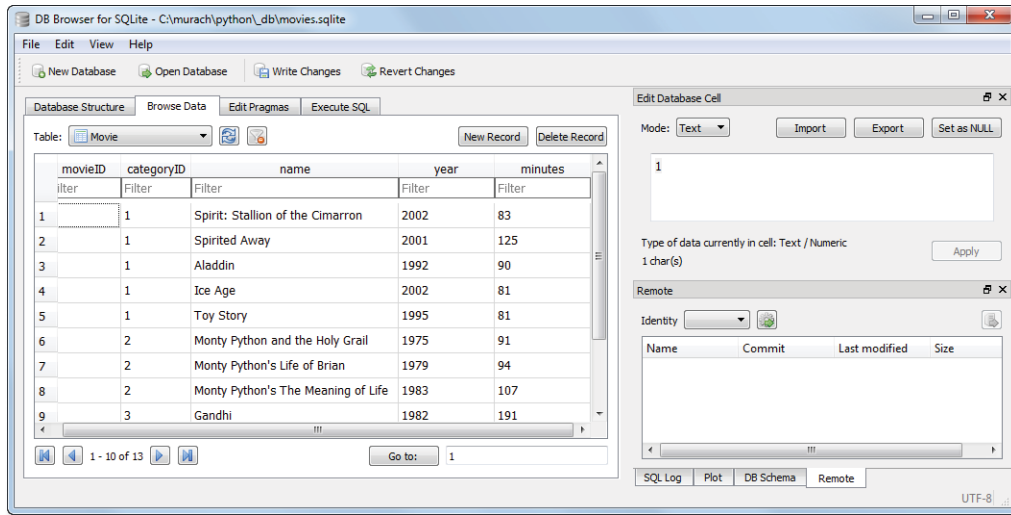 DB Browser for SQLite - C:\murach\python\_db\movies.sqlite
File Edit View Help
New Database Open Database Write Changes Revert Changes
Database Structure Browse Data Edit Pragmas Execute SQL
Table: Movie New Record Delete Record
movieID categoryID name year minutes
ilter Filter Filter Filter Filter
1 1 Spirit: Stallion of the Cimarron 2002 83
2 1 Spirited Away 2001 125
3 1 Aladdin 1992 90
4 1 Ice Age 2002 81
5 1 Toy Story 1995 81
6 2 Monty Python and the Holy Grail 1975 91
7 2 Monty Python's Life of Brian 1979 94
8 2 Monty Python's The Meaning of Life 1983 107
9 3 Gandhi 1982 191
1 - 10 of 13 Go to: 1
Edit Database Cell
Mode: Text Import Export Set as NULL
1
Type of data currently in cell: Text / Numeric
1 char(s)
Apply
Remote
Identity
Name Commit Last modified Size
SQL Log Plot DB Schema Remote
UTF-8